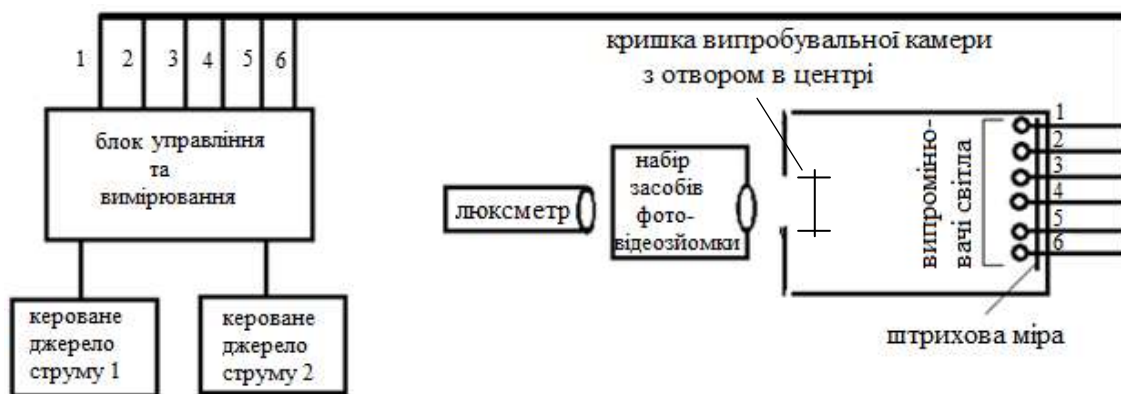 1 2 3 4 5 6
блок управління
та
вимірювання
кероване
джерело
струму 1
кероване
джерело
струму 2
люксметр
набір
засобів
фото-
відеозйомки
кришка випробувальної камери
з отвором в центрі
випроміню-
вачі світла
1
2
3
4
5
6
штрихова міра